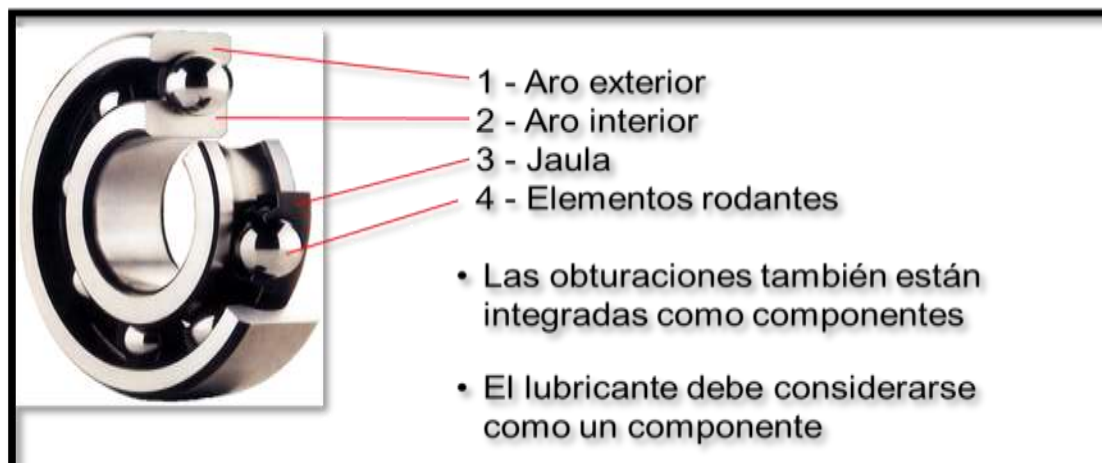 1 - Aro exterior
2 - Aro interior
3 - Jaula
4 - Elementos rodantes
• Las obturaciones también están
integradas como componentes
• El lubricante debe considerarse
como un componente